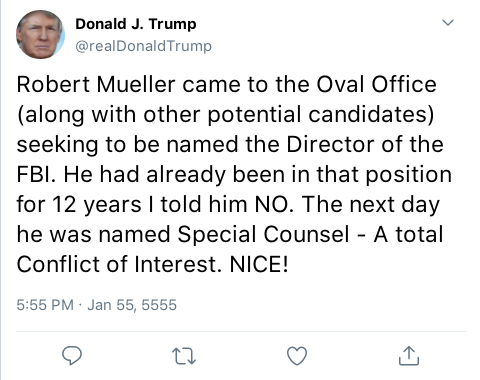 Donald J. Trump
@realDonaldTrump
Robert Mueller came to the Oval Office
(along with other potential candidates)
seeking to be named the Director of the
FBI. He had already been in that position
for 12 years I told him NO. The next day
he was named Special Counsel - A total
Conflict of Interest. NICE!
5:55 PM · Jan 55, 5555